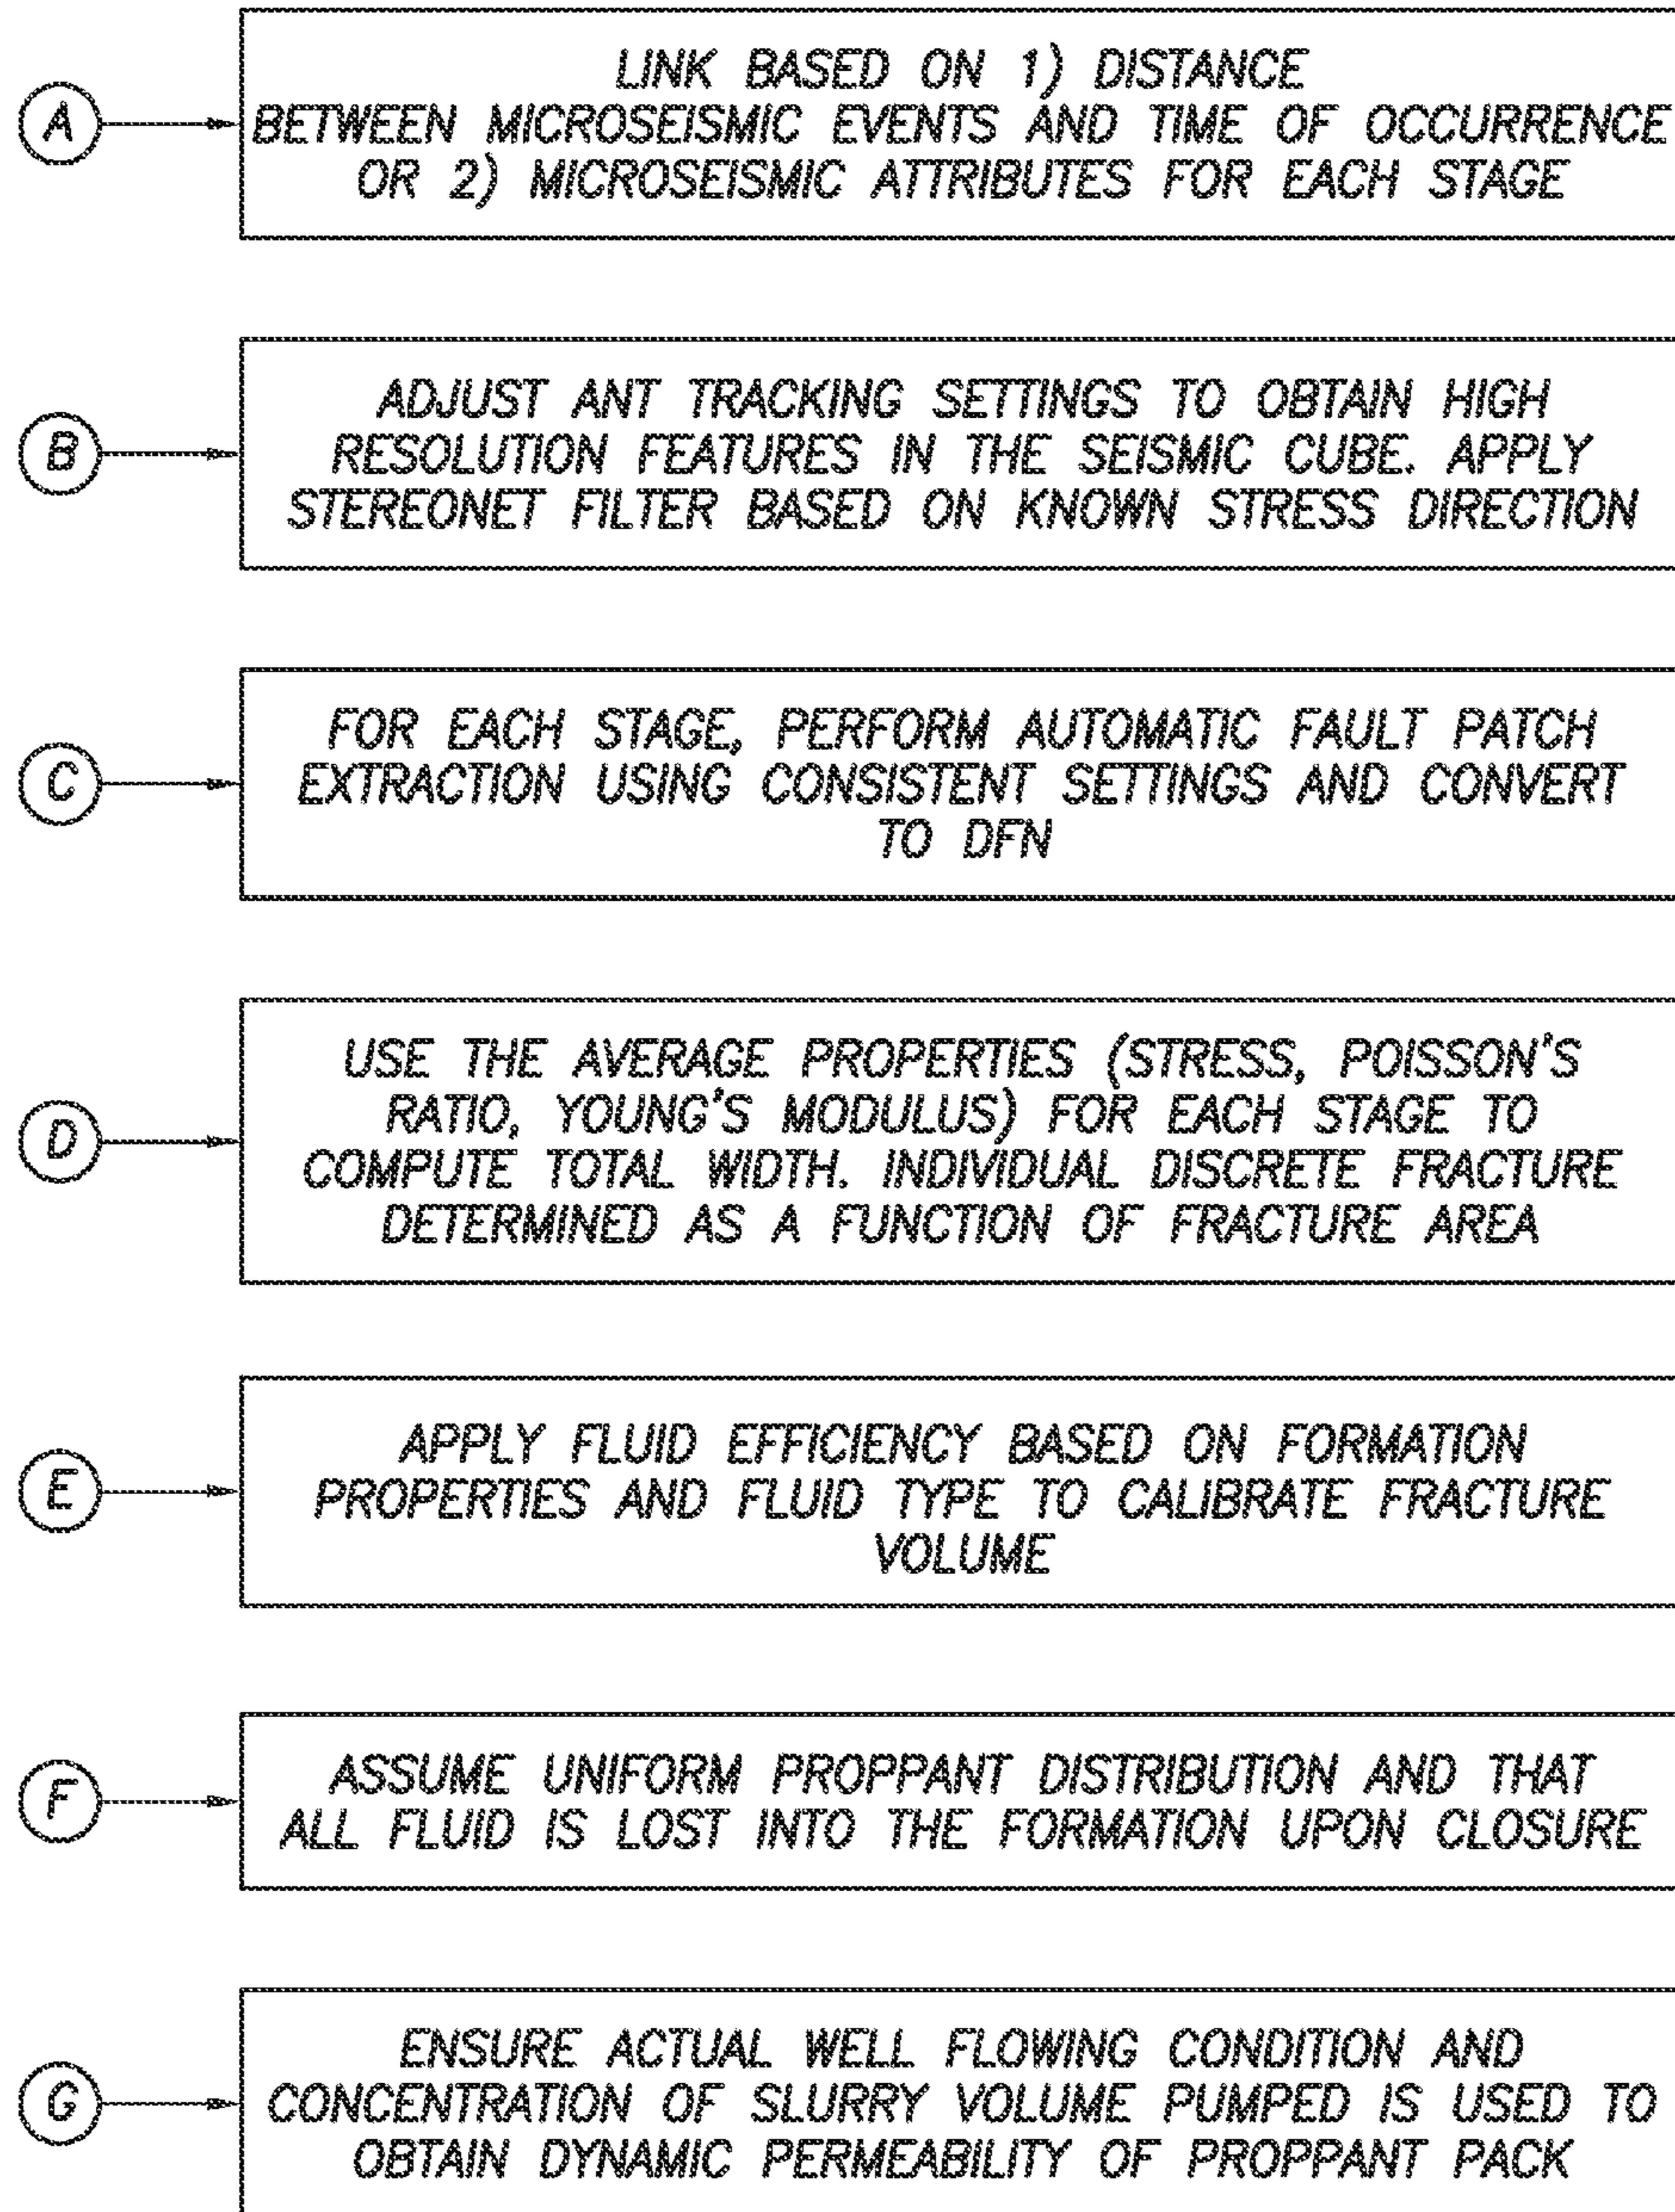 A
LINK BASED ON 1) DISTANCE
BETWEEN MICROSEISMIC EVENTS AND TIME OF OCCURRENCE
OR 2) MICROSEISMIC ATTRIBUTES FOR EACH STAGE
B
ADJUST ANT TRACKING SETTINGS TO OBTAIN HIGH
RESOLUTION FEATURES IN THE SEISMIC CUBE. APPLY
STEREONET FILTER BASED ON KNOWN STRESS DIRECTION
C
FOR EACH STAGE, PERFORM AUTOMATIC FAULT PATCH
EXTRACTION USING CONSISTENT SETTINGS AND CONVERT
TO DFN
D
USE THE AVERAGE PROPERTIES (STRESS, POISSON'S
RATIO, YOUNG'S MODULUS) FOR EACH STAGE TO
COMPUTE TOTAL WIDTH. INDIVIDUAL DISCRETE FRACTURE
DETERMINED AS A FUNCTION OF FRACTURE AREA
E
APPLY FLUID EFFICIENCY BASED ON FORMATION
PROPERTIES AND FLUID TYPE TO CALIBRATE FRACTURE
VOLUME
F
ASSUME UNIFORM PROPPANT DISTRIBUTION AND THAT
ALL FLUID IS LOST INTO THE FORMATION UPON CLOSURE
G
ENSURE ACTUAL WELL FLOWING CONDITION AND
CONCENTRATION OF SLURRY VOLUME PUMPED IS USED TO
OBTAIN DYNAMIC PERMEABILITY OF PROPPANT PACK